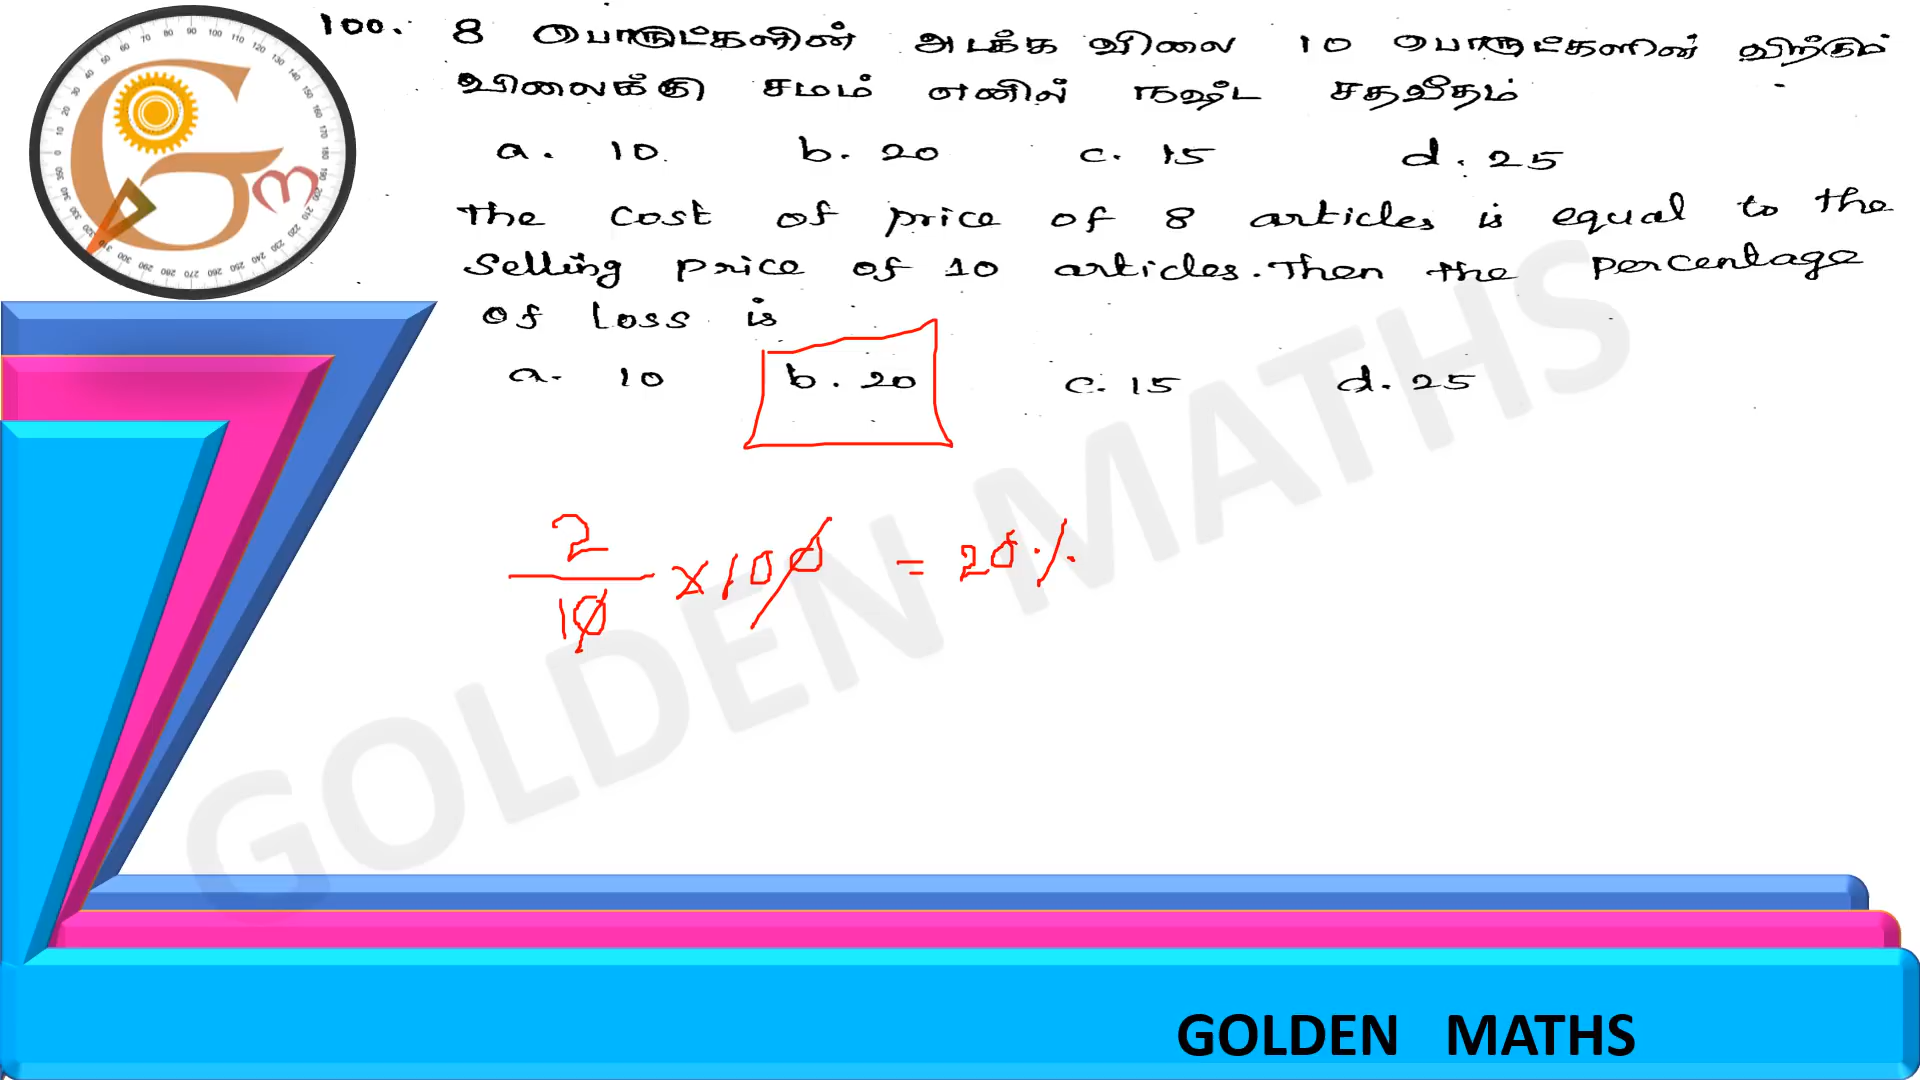 100. 8 பொருட்களின் அடக்க விலை 10 பொருட்களின் விற்கும்
விலைக்கு சமம் எனில் நஷ்ட சதவீதம்
a. 10 b. 20 c. 15 d. 25
The cost of price of 8 articles is equal to the
Selling price of 10 articles. Then the percentage
of loss is
a. 10 b. 20 c. 15 d. 25
2
10 × 100 = 20 %
GOLDEN MATHS
GOLDEN MATHS